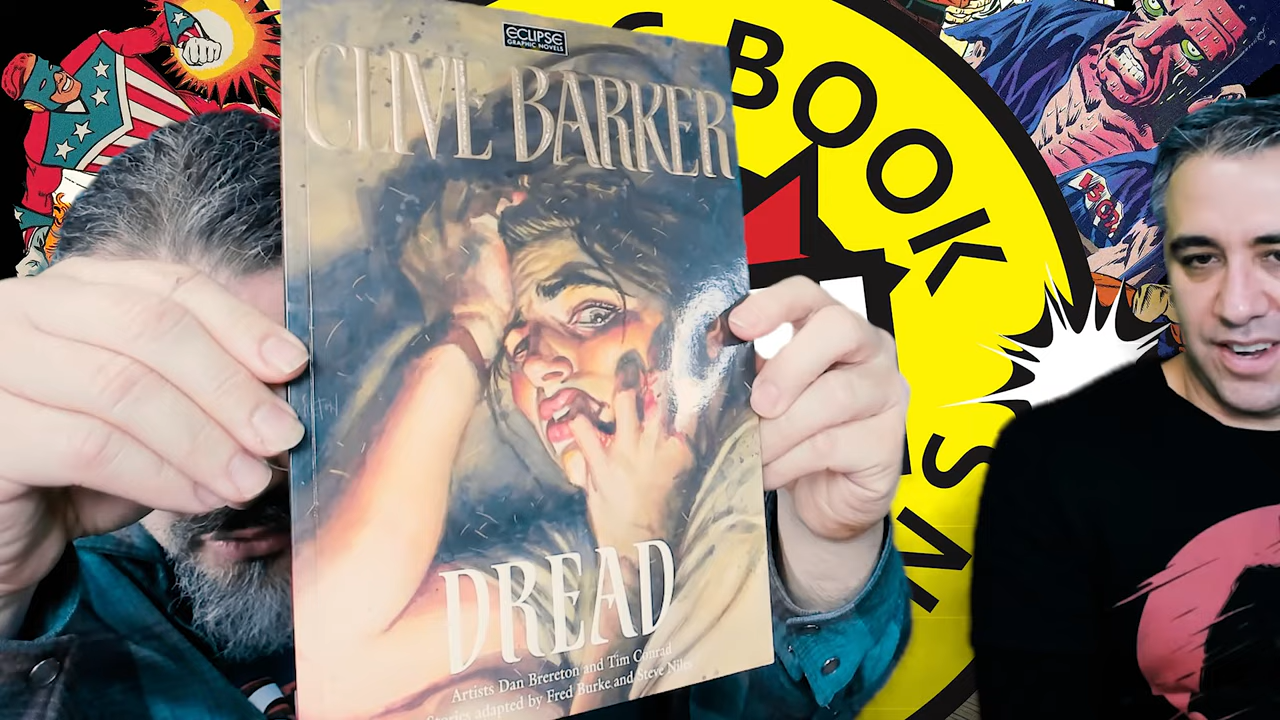 ECLIPSE
GRAPHIC NOVELS
CLIVE BARKER
DREAD
Artists Dan Brereton and Tim Conrad
Stories adapted by Fred Burke and Steve Niles
S BOOK